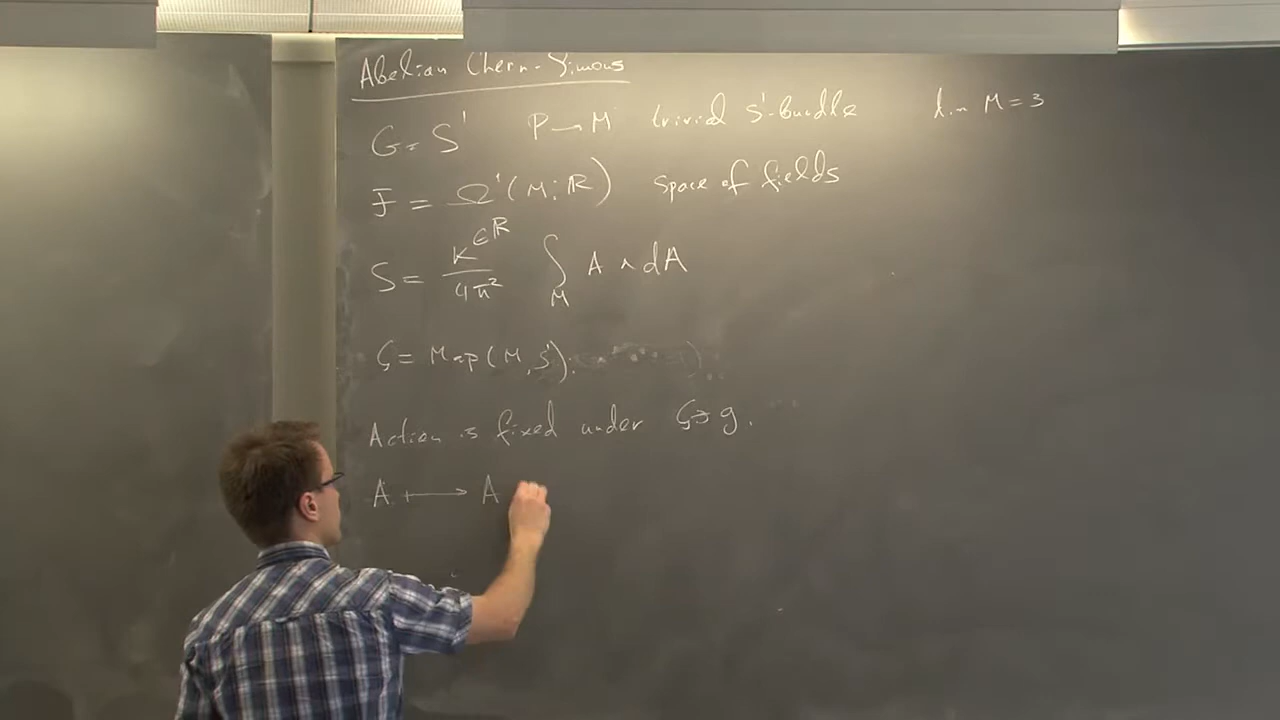 Abelian Chern-Simons
G = S¹ P → M trivial S¹-bundle dim M = 3
F = Ω¹(M; ℝ) space of fields
S = k^{∈ℝ}/4π² ∫_M A ∧ dA
G = Map(M, S¹)
Action is fixed under G ∋ g.
A ⟼ A